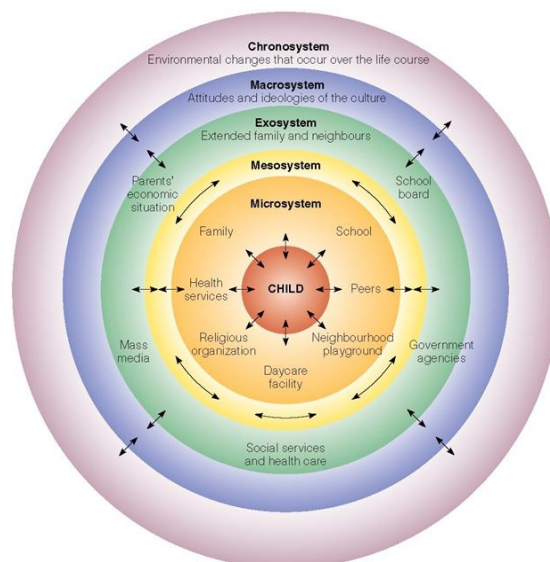 Chronosystem
Environmental changes that occur over the life course
Macrosystem
Attitudes and ideologies of the culture
Exosystem
Extended family and neighbours
Mesosystem
Parents'
economic
situation
School
board
Microsystem
Family
School
Health
services
CHILD
Peers
Religious
organization
Neighbourhood
playground
Mass
media
Government
agencies
Daycare
facility
Social services
and health care